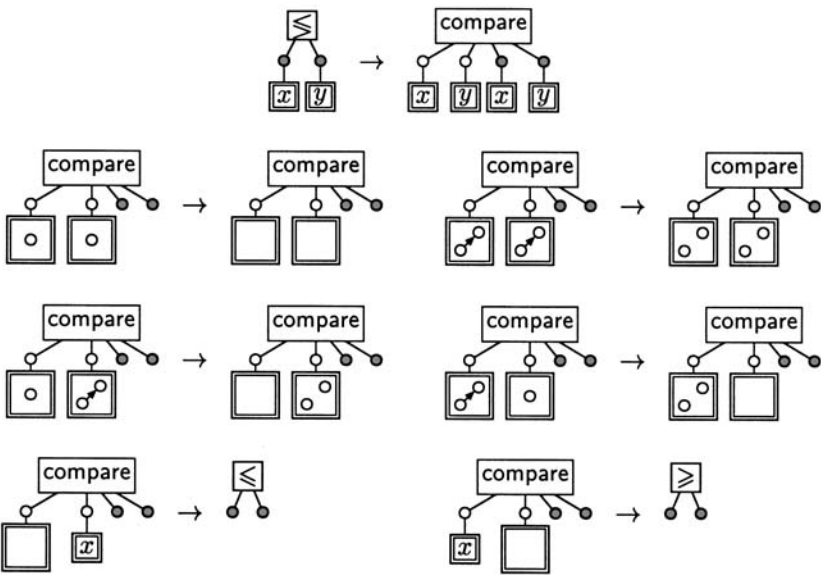 ⋚ compare
→
x y x y x y
compare compare compare compare
→ →
compare compare compare compare
→ →
compare ⩽ compare ⩾
→ →
x x